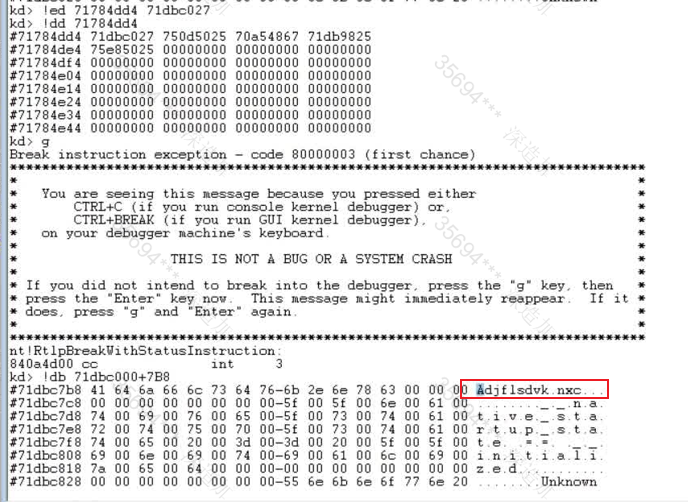 kd> !ed 71784dd4 71dbc027
kd> !dd 71784dd4
#71784dd4 71dbc027 750d5025 70a54867 71db9825
#71784de4 75e85025 00000000 00000000 00000000
#71784df4 00000000 00000000 00000000 00000000
#71784e04 00000000 00000000 00000000 00000000
#71784e14 00000000 00000000 00000000 00000000
#71784e24 00000000 00000000 00000000 00000000
#71784e34 00000000 00000000 00000000 00000000
#71784e44 00000000 00000000 00000000 00000000
kd> g
Break instruction exception - code 80000003 (first chance)
*******************************************************************************
*                                                                             *
*   You are seeing this message because you pressed either                    *
*       CTRL+C (if you run console kernel debugger) or,                       *
*       CTRL+BREAK (if you run GUI kernel debugger),                          *
*   on your debugger machine's keyboard.                                      *
*                                                                             *
*                   THIS IS NOT A BUG OR A SYSTEM CRASH                       *
*                                                                             *
* If you did not intend to break into the debugger, press the "g" key, then   *
* press the "Enter" key now.  This message might immediately reappear.  If it *
* does, press "g" and "Enter" again.                                          *
*                                                                             *
*******************************************************************************
nt!RtlpBreakWithStatusInstruction:
840a4d00 cc              int     3
kd> !db 71dbc000+7B8
#71dbc7b8 41 64 6a 66 6c 73 64 76-6b 2e 6e 78 63 00 00 00 Adjflsdvk.nxc...
#71dbc7c8 00 00 00 00 00 00 00 00-5f 00 5f 00 6e 00 61 00 ........_._.n.a.
#71dbc7d8 74 00 69 00 76 00 65 00-5f 00 73 00 74 00 61 00 t.i.v.e._.s.t.a.
#71dbc7e8 72 00 74 00 75 00 70 00-5f 00 73 00 74 00 61 00 r.t.u.p._.s.t.a.
#71dbc7f8 74 00 65 00 20 00 3d 00-3d 00 20 00 5f 00 5f 00 t.e. .=.=. ._._.
#71dbc808 69 00 6e 00 69 00 74 00-69 00 61 00 6c 00 69 00 i.n.i.t.i.a.l.i.
#71dbc818 7a 00 65 00 64 00 00 00-00 00 00 00 00 00 00 00 z.e.d...........
#71dbc828 00 00 00 00 00 00 00 00-55 6e 6b 6e 6f 77 6e 20 ........Unknown